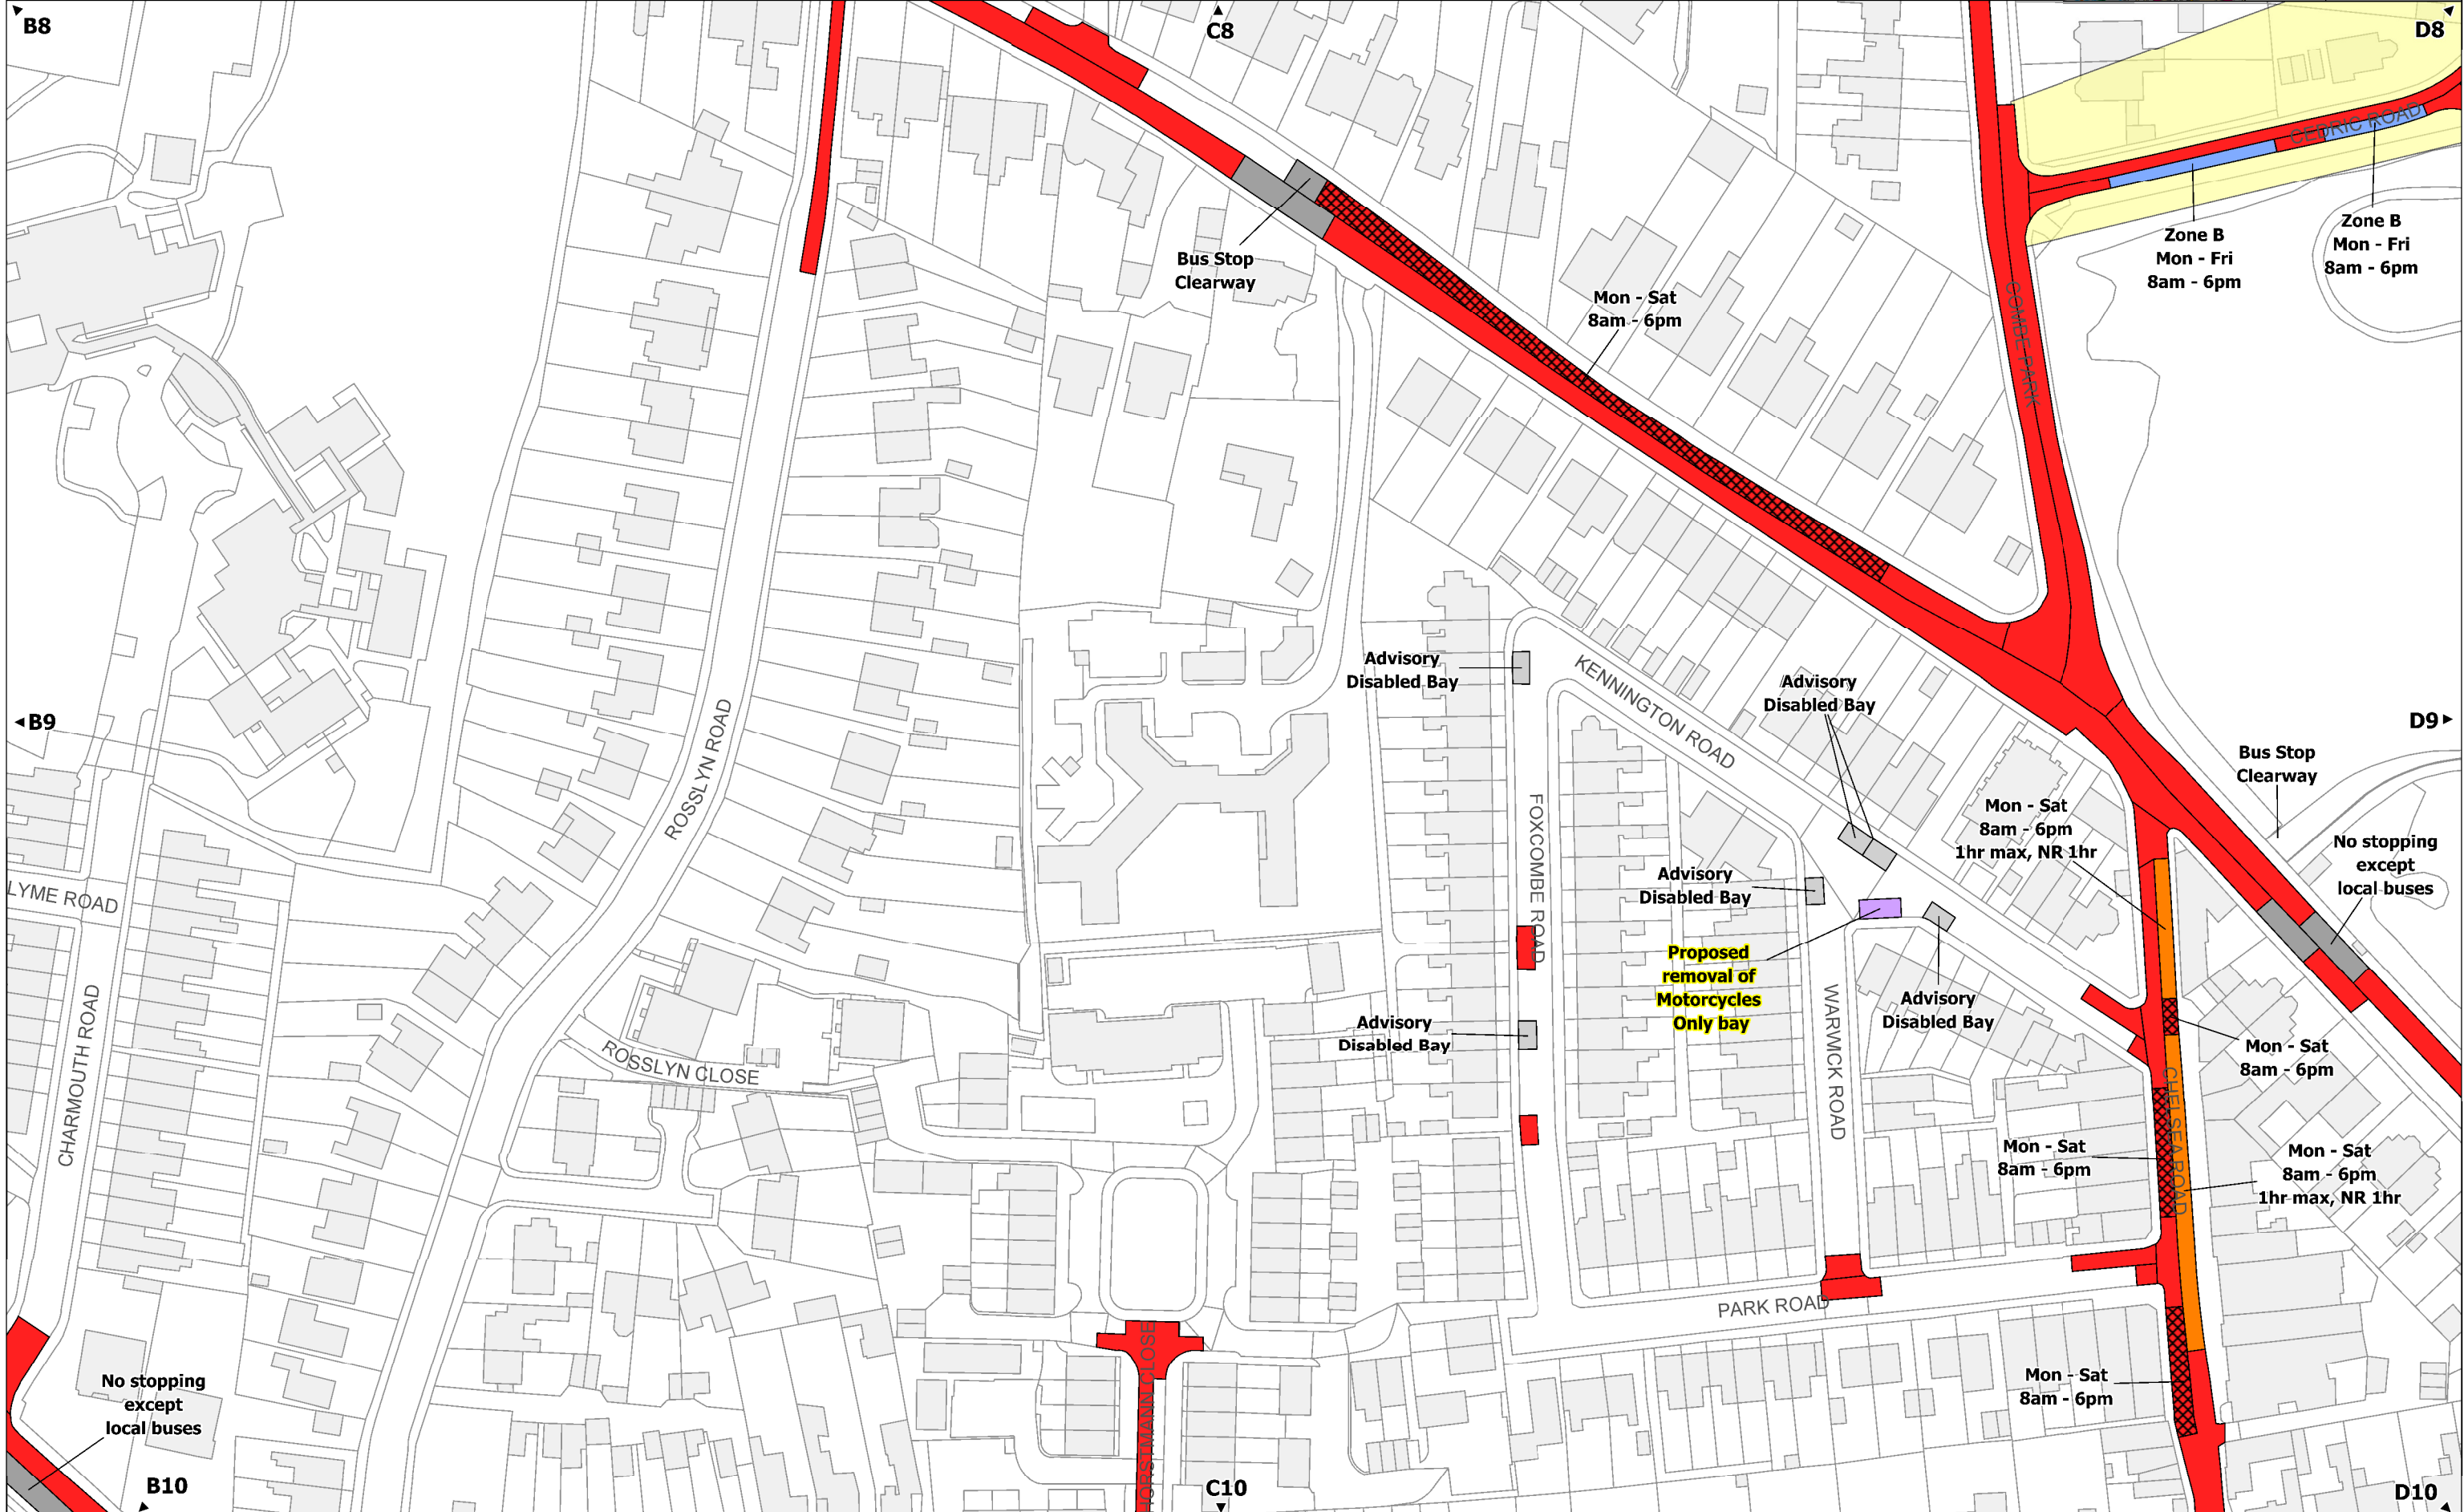 B8
C8
D8
CEDRIC ROAD
Zone B
Mon - Fri
8am - 6pm
Zone B
Mon - Fri
8am - 6pm
Bus Stop
Clearway
Mon - Sat
8am - 6pm
COMBE PARK
Advisory
Disabled Bay
KENNINGTON ROAD
Advisory
Disabled Bay
B9
D9
ROSSLYN ROAD
Bus Stop
Clearway
Mon - Sat
8am - 6pm
1hr max, NR 1hr
No stopping
except
local buses
FOXCOMBE ROAD
Advisory
Disabled Bay
LYME ROAD
Proposed
removal of
Motorcycles
Only bay
Advisory
Disabled Bay
WARWICK ROAD
CHARMOUTH ROAD
Advisory
Disabled Bay
ROSSLYN CLOSE
Mon - Sat
8am - 6pm
CHELSEA ROAD
Mon - Sat
8am - 6pm
Mon - Sat
8am - 6pm
1hr max, NR 1hr
PARK ROAD
HORSTMANN CLOSE
No stopping
except
local buses
Mon - Sat
8am - 6pm
B10
C10
D10